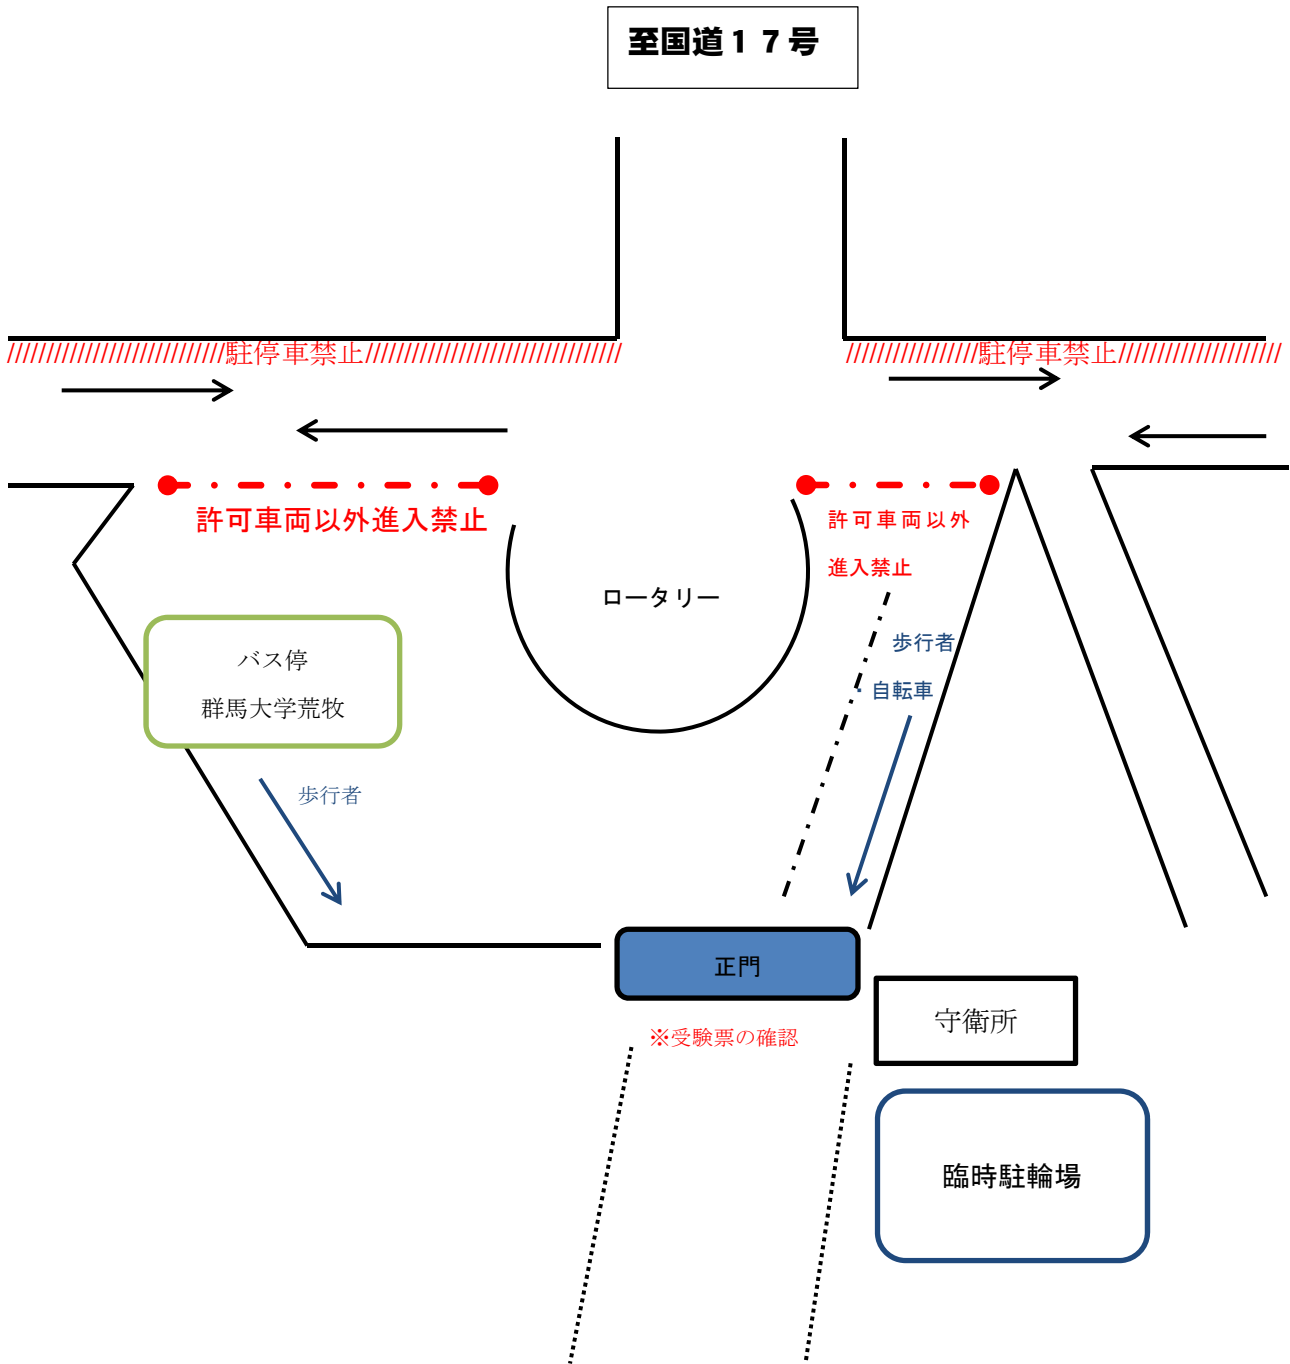 至国道１７号
////////////////////////////駐停車禁止/////////////////////////////////
/////////////////駐停車禁止/////////////////////
許可車両以外進入禁止
許可車両以外
進入禁止
ロータリー
歩行者
・自転車
バス停
群馬大学荒牧
歩行者
正門
※受験票の確認
守衛所
臨時駐輪場